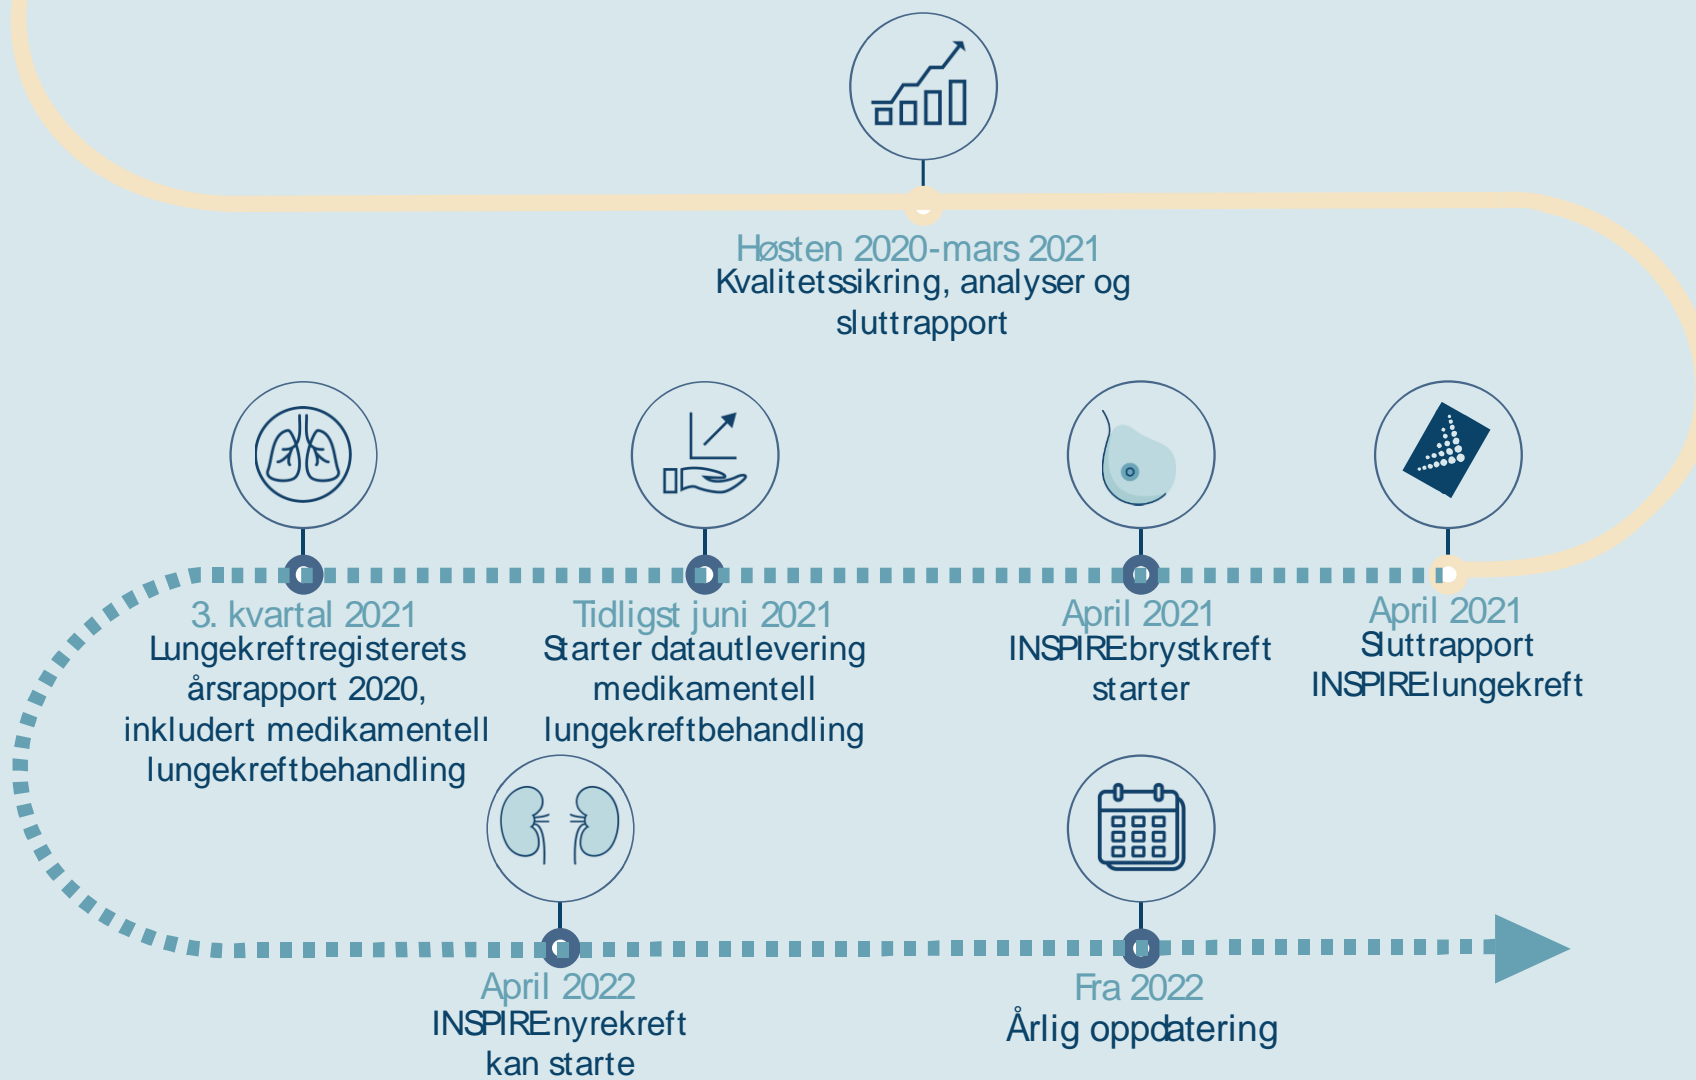 Høsten 2020-mars 2021
Kvalitetssikring, analyser og
sluttrapport
April 2021
Sluttrapport
INSPIRE:lungekreft
April 2021
INSPIRE:brystkreft
starter
Tidligst juni 2021
Starter datautlevering
medikamentell
lungekreftbehandling
3. kvartal 2021
Lungekreftregisterets
årsrapport 2020,
inkludert medikamentell
lungekreftbehandling
April 2022
INSPIRE:nyrekreft
kan starte
Fra 2022
Årlig oppdatering